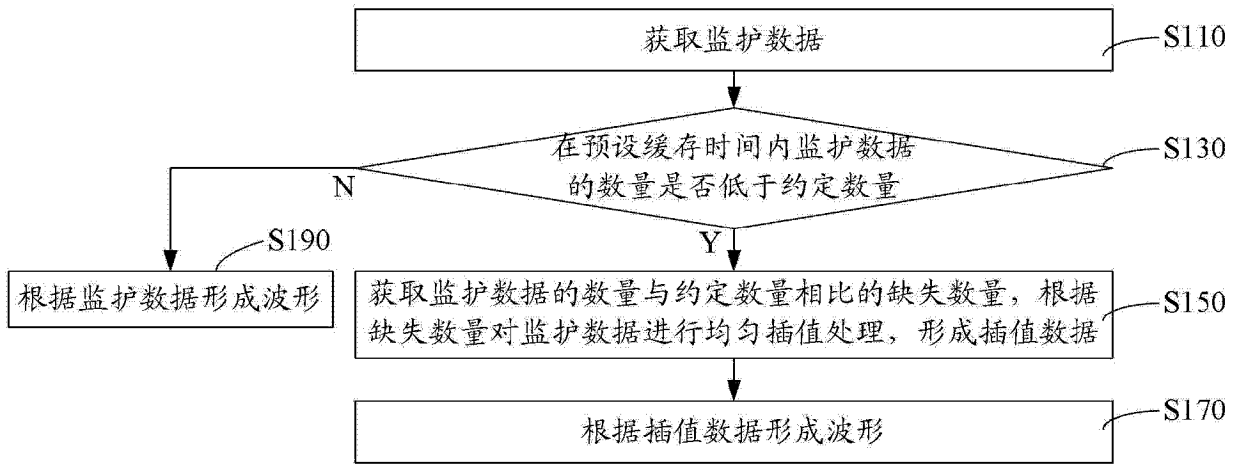 获取监护数据
S110
在预设缓存时间内监护数据
的数量是否低于约定数量
S130
N
Y
S190
根据监护数据形成波形
获取监护数据的数量与约定数量相比的缺失数量，根据
缺失数量对监护数据进行均匀插值处理，形成插值数据
S150
根据插值数据形成波形
S170